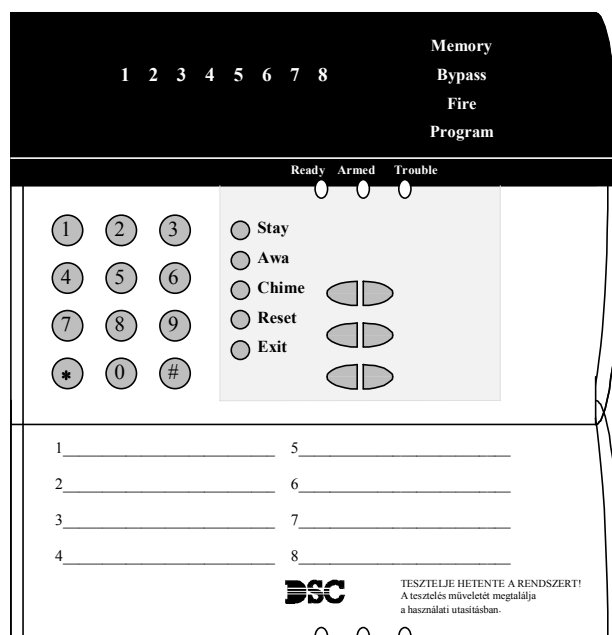 Memory
1 2 3 4 5 6 7 8 Bypass
Fire
Program
Ready Armed Trouble
1 2 3 Stay
Awa
4 5 6 Chime
7 8 9 Reset
Exit
* 0 #
1 5
2 6
3 7
4 8
DSC
TESZTELJE HETENTE A RENDSZERT!
A tesztelés müveletét megtalálja
a használati utasításban.